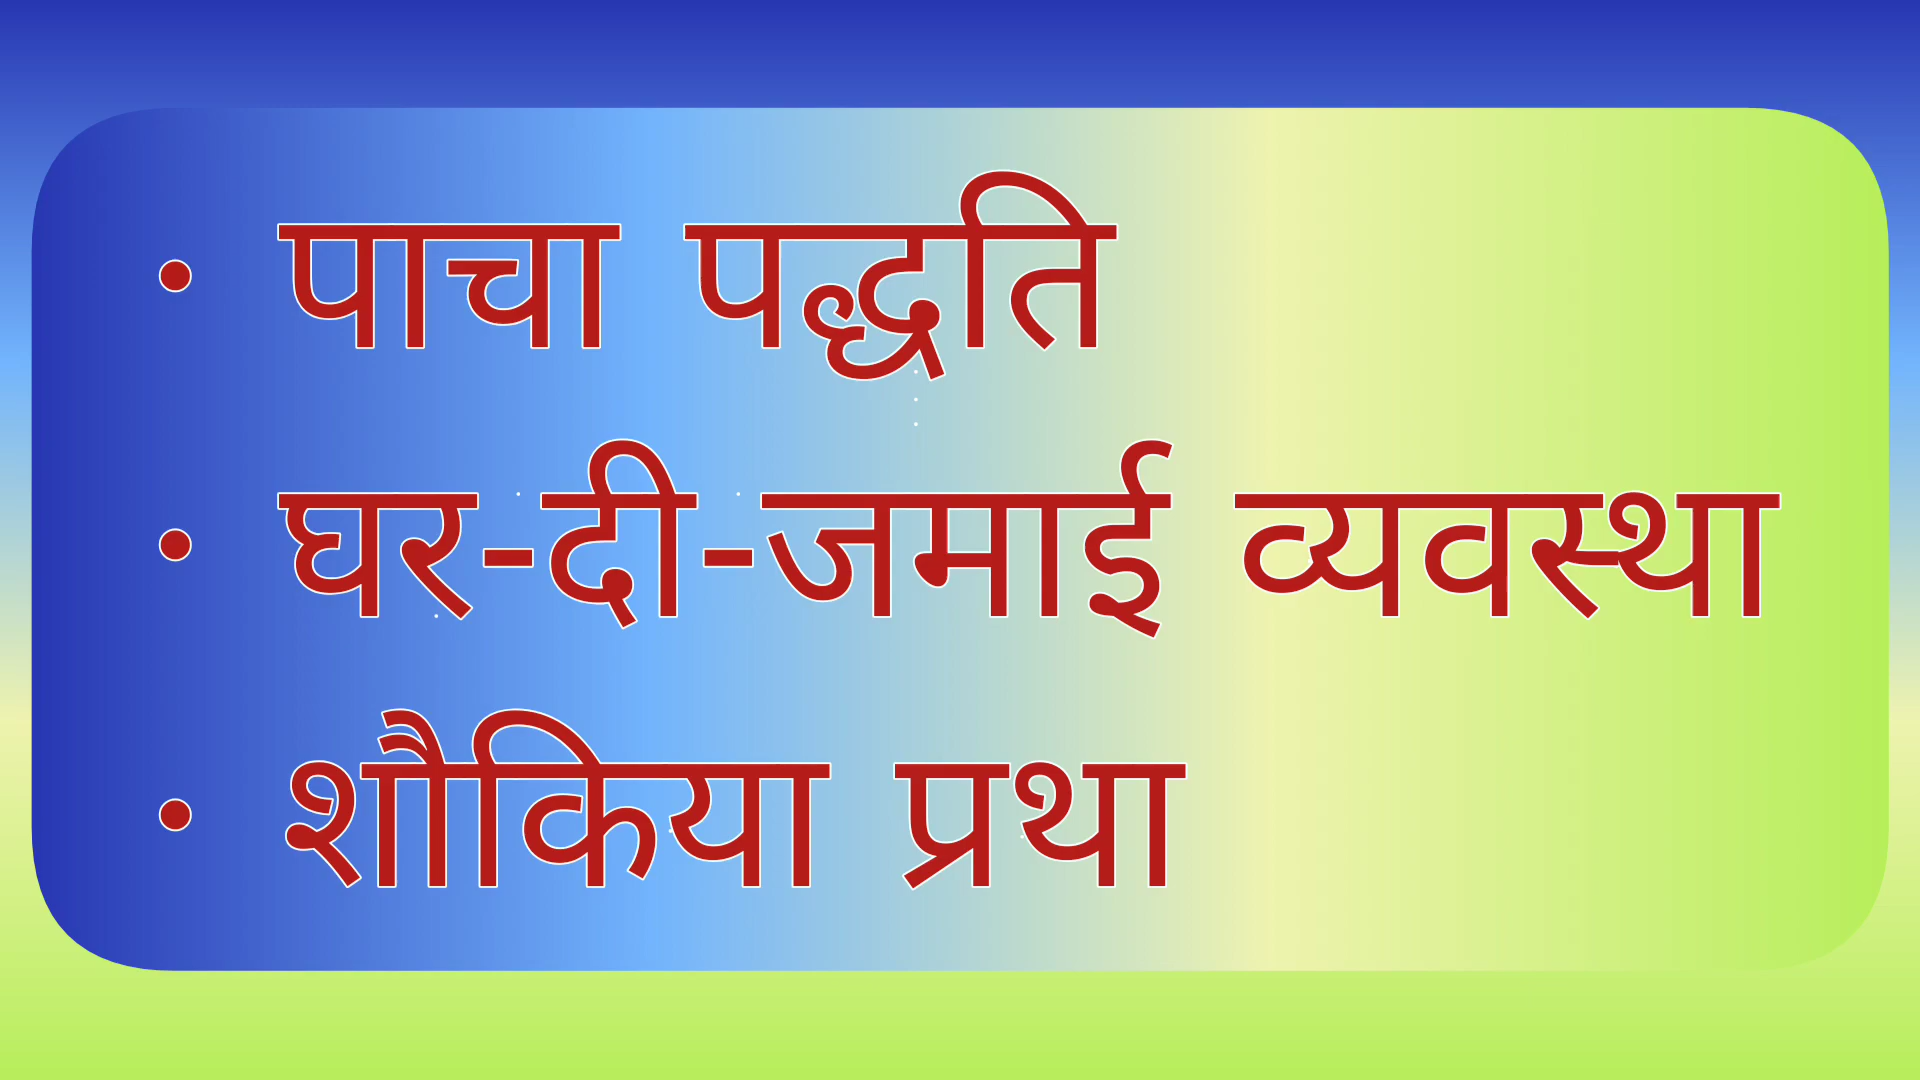 • पाचा पद्धति
• घर-दी-जमाई व्यवस्था
• शौकिया प्रथा